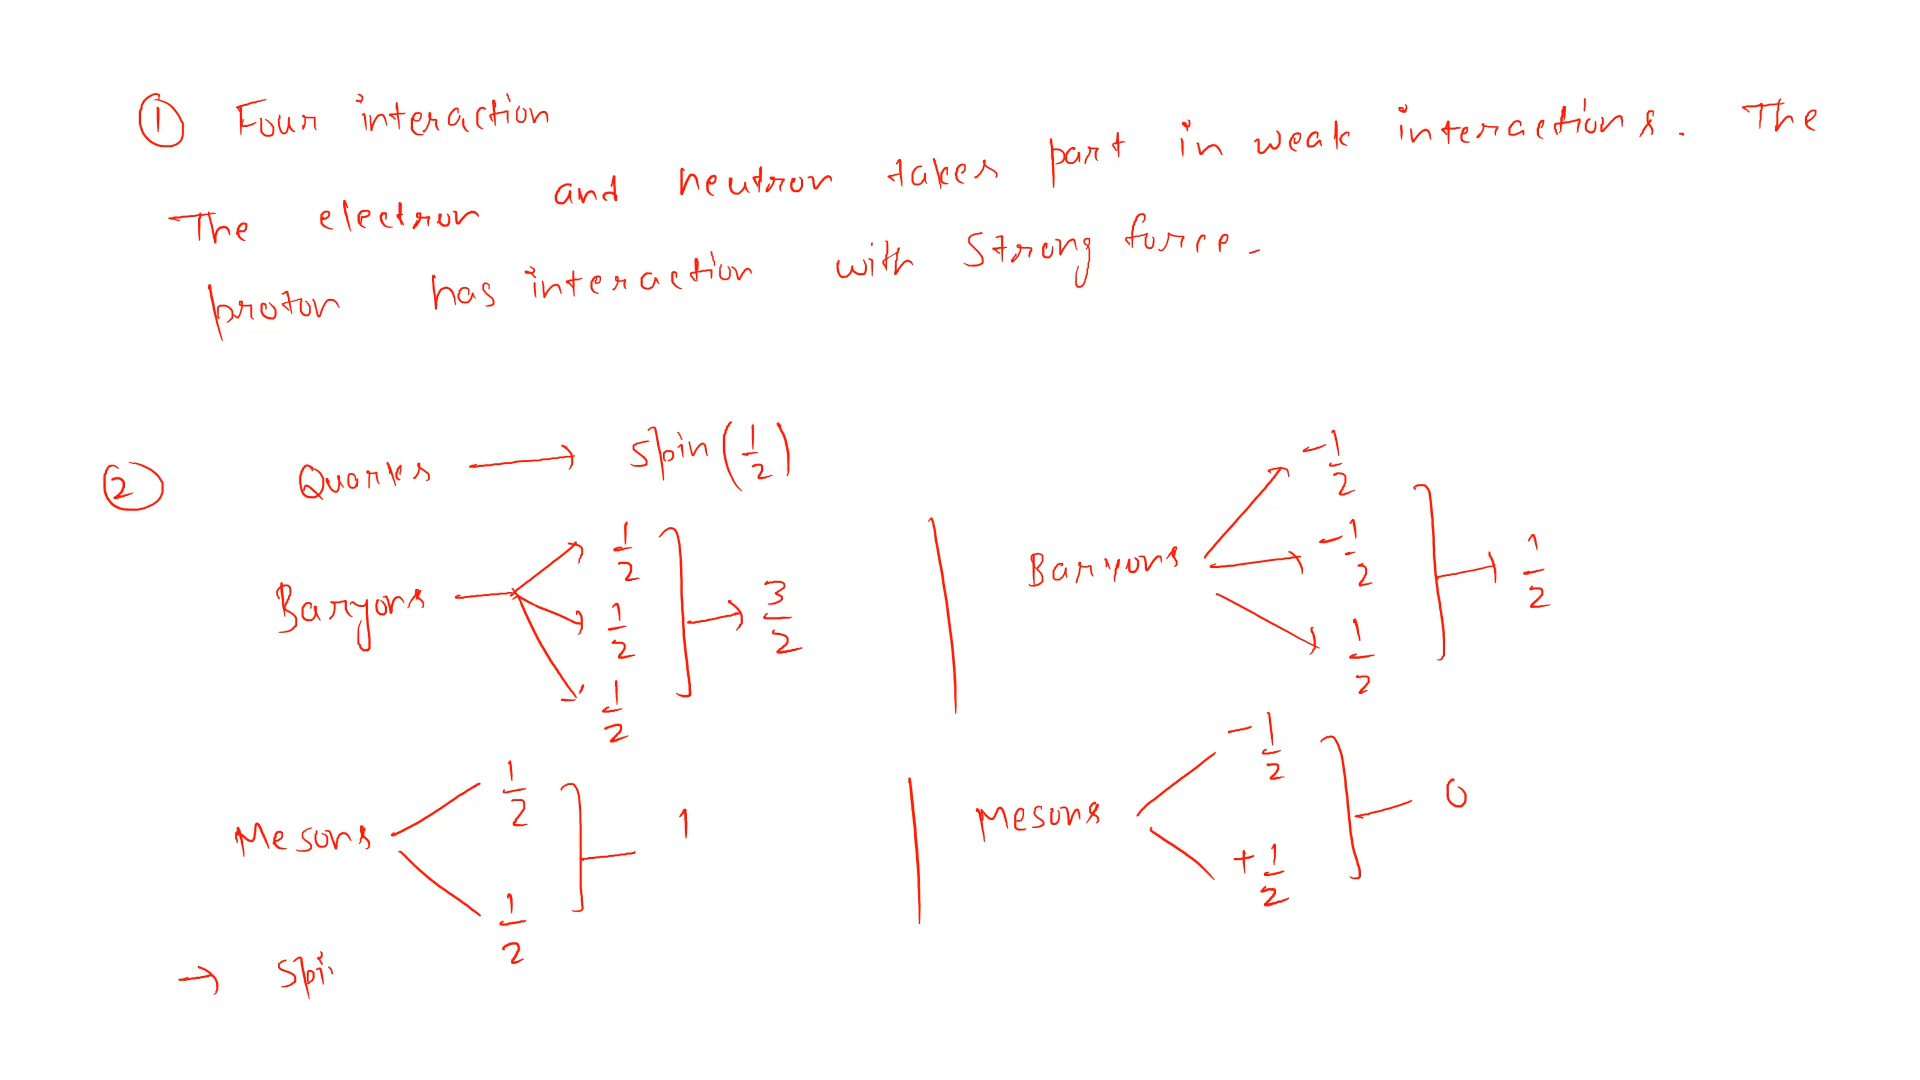 ① Four interaction
The electron and neutron takes part in weak interactions. The
proton has interaction with strong force.
② Quarks → spin (1/2)
Baryons → 1/2 1/2 1/2 ] → 3/2 | Baryons → -1/2 -1/2 1/2 ] → 1/2
Mesons 1/2 1/2 ] 1 | Mesons -1/2 +1/2 ] 0
→ Spi